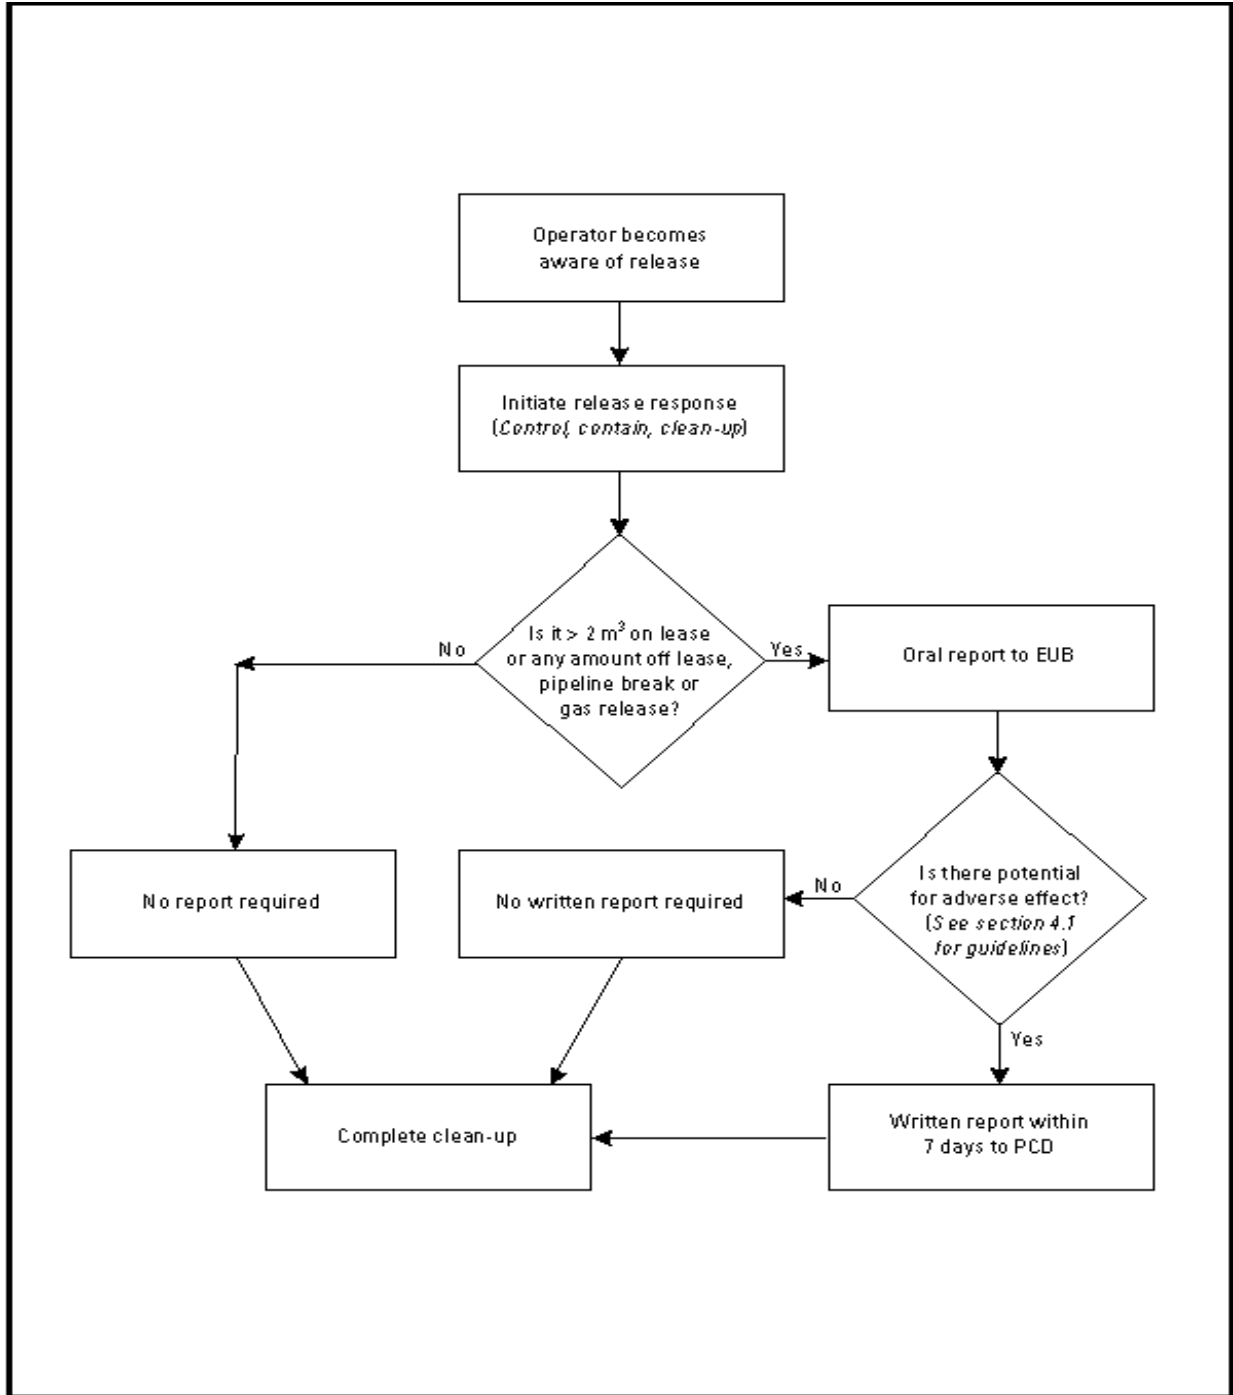 Operator becomes
aware of release
Initiate release response
(Control, contain, clean-up)
Is it > 2 m³ on lease
or any amount off lease,
pipeline break or
gas release?
No
Yes
Oral report to EUB
Is there potential
for adverse effect?
(See section 4.1
for guidelines)
No
Yes
No report required
No written report required
Complete clean-up
Written report within
7 days to PCD